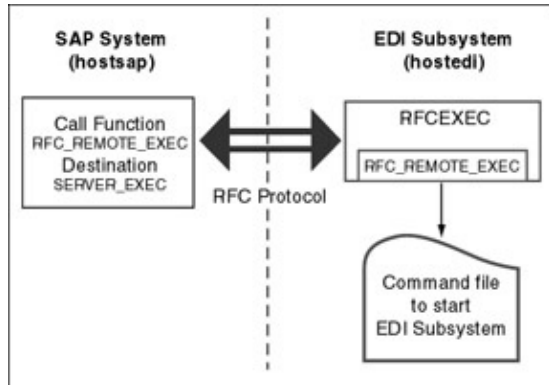 SAP System
(hostsap)
EDI Subsystem
(hostedi)
Call Function
RFC_REMOTE_EXEC
Destination
SERVER_EXEC
RFC Protocol
RFCEXEC
RFC_REMOTE_EXEC
Command file
to start
EDI Subsystem